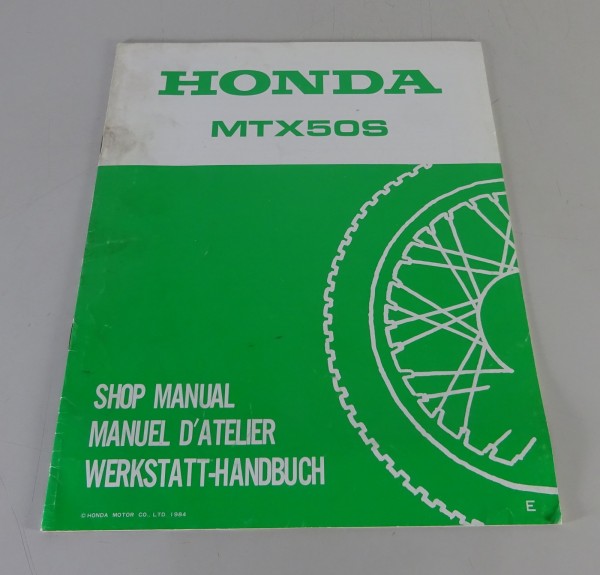 HONDA
MTX50S
SHOP MANUAL
MANUEL D'ATELIER
WERKSTATT-HANDBUCH
© HONDA MOTOR CO., LTD. 1984
E